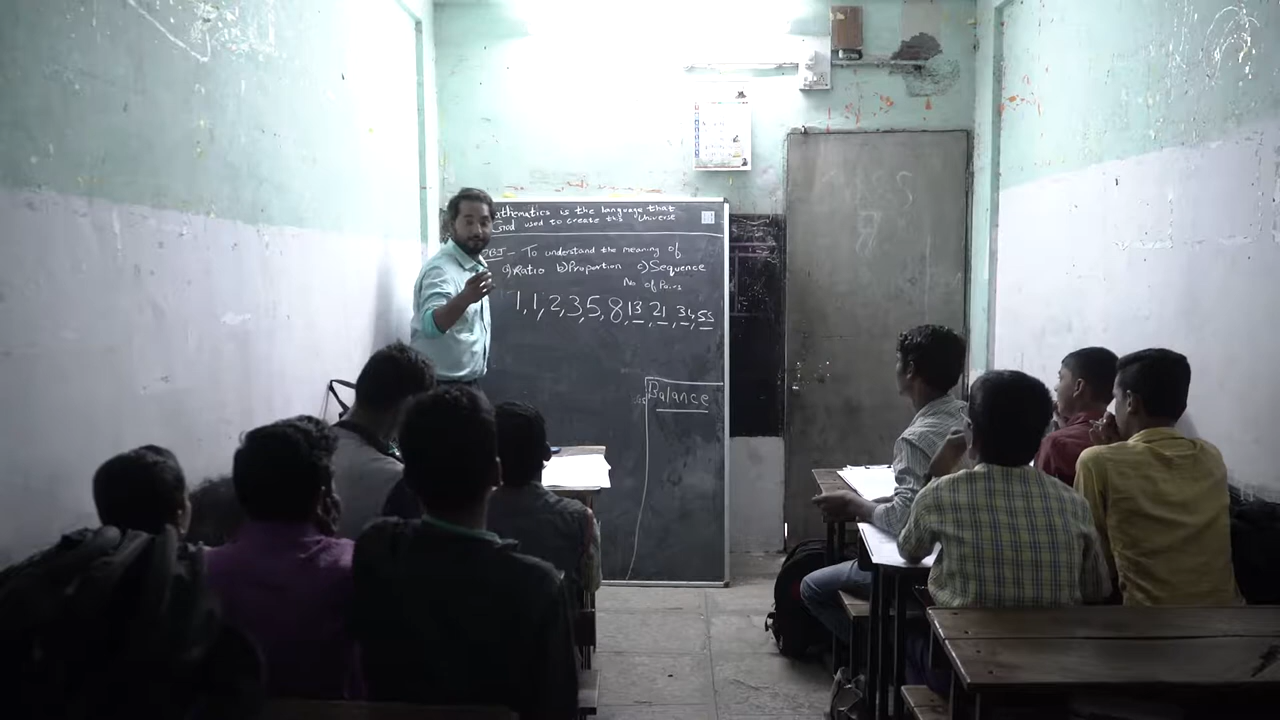 athematics is the language that
God used to create this Universe
OBJ - To understand the meaning of
a) Ratio b) Proportion c) Sequence
No of Pairs
1, 1, 2, 3, 5, 8, 13, 21, 34, 55
Balance